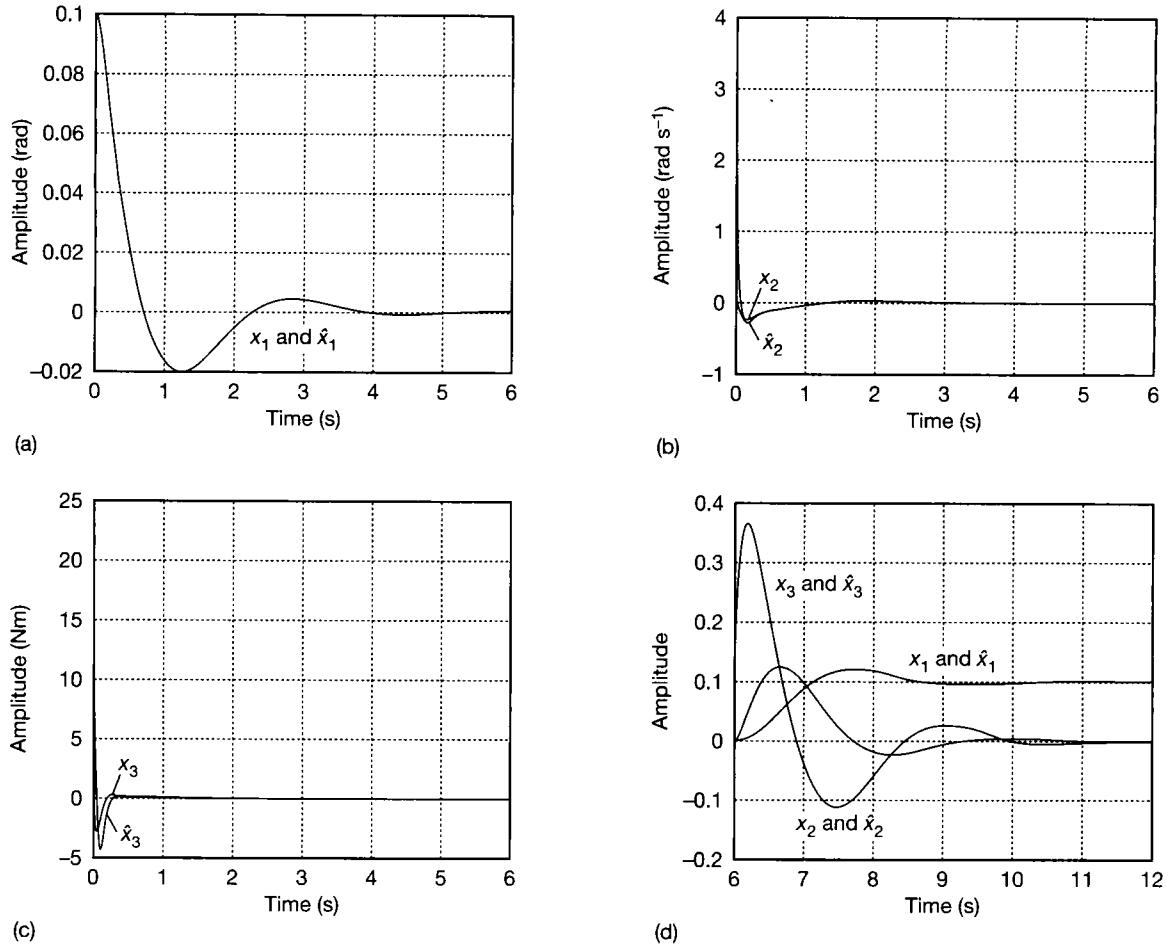 0.1
0.08
0.06
0.04
0.02
0
−0.02
Amplitude (rad)
x₁ and x̂₁
0 1 2 3 4 5 6
Time (s)
(a)
4
3
2
1
0
−1
Amplitude (rad s⁻¹)
x₂
x̂₂
0 1 2 3 4 5 6
Time (s)
(b)
25
20
15
10
5
0
−5
Amplitude (Nm)
x₃
x̂₃
0 1 2 3 4 5 6
Time (s)
(c)
0.4
0.3
0.2
0.1
0
−0.1
−0.2
Amplitude
x₃ and x̂₃
x₁ and x̂₁
x₂ and x̂₂
6 7 8 9 10 11 12
Time (s)
(d)